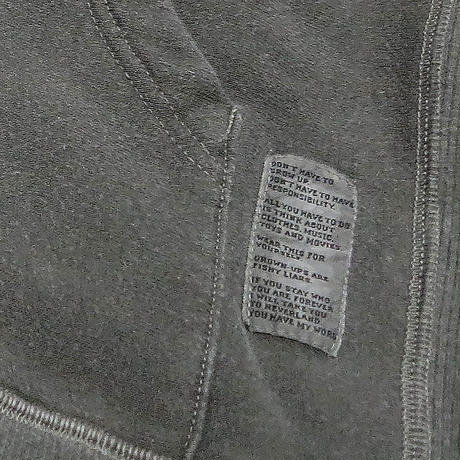 DON'T HAVE TO
GROW UP
DON'T HAVE TO HAVE
RESPONSIBILITY.
ALL YOU HAVE TO DO
IS THINK ABOUT
CLOTHES, MUSIC,
TOYS AND MOVIES
WEAR THIS FOR
YOURSELF
GROWN-UPS ARE
FISHY LIARS.
IF YOU STAY WHO
YOU ARE FOREVER
I WILL TAKE YOU
TO NEVERLAND.
YOU HAVE MY WORD